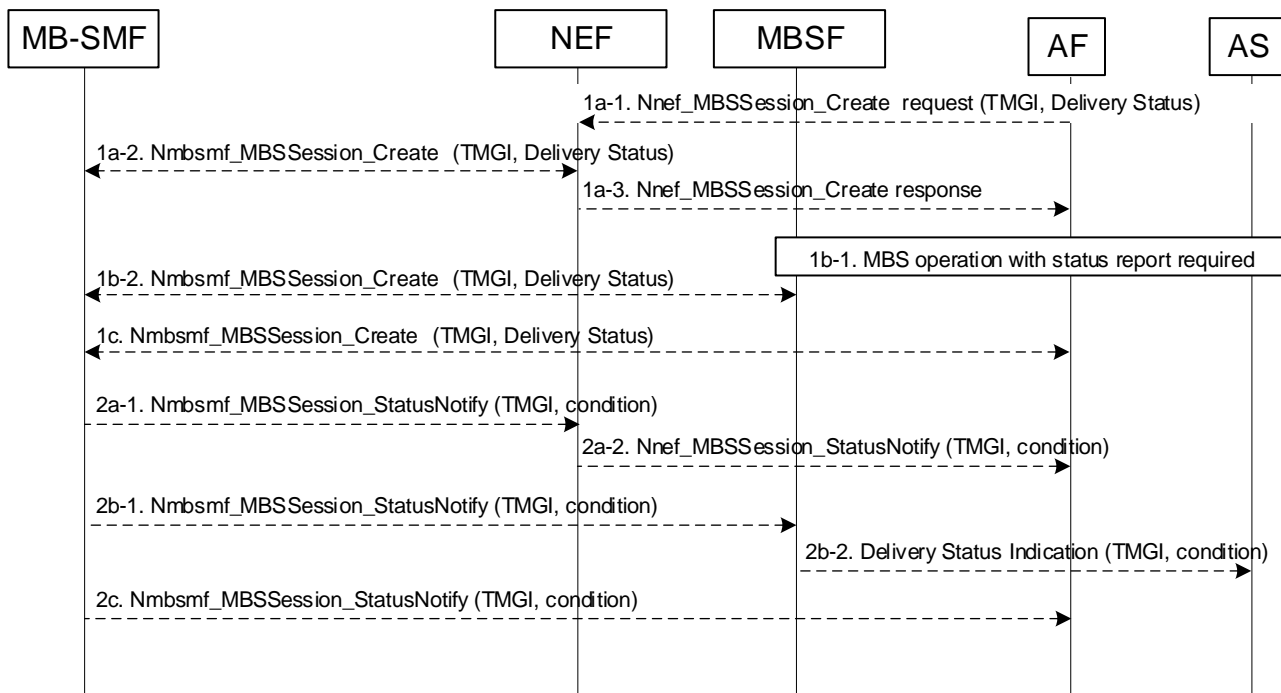 MB-SMF
NEF
MBSF
AF
AS
1a-1. Nnef_MBSSession_Create request (TMGI, Delivery Status)
1a-2. Nmbsmf_MBSSession_Create (TMGI, Delivery Status)
1a-3. Nnef_MBSSession_Create response
1b-1. MBS operation with status report required
1b-2. Nmbsmf_MBSSession_Create (TMGI, Delivery Status)
1c. Nmbsmf_MBSSession_Create (TMGI, Delivery Status)
2a-1. Nmbsmf_MBSSession_StatusNotify (TMGI, condition)
2a-2. Nnef_MBSSession_StatusNotify (TMGI, condition)
2b-1. Nmbsmf_MBSSession_StatusNotify (TMGI, condition)
2b-2. Delivery Status Indication (TMGI, condition)
2c. Nmbsmf_MBSSession_StatusNotify (TMGI, condition)